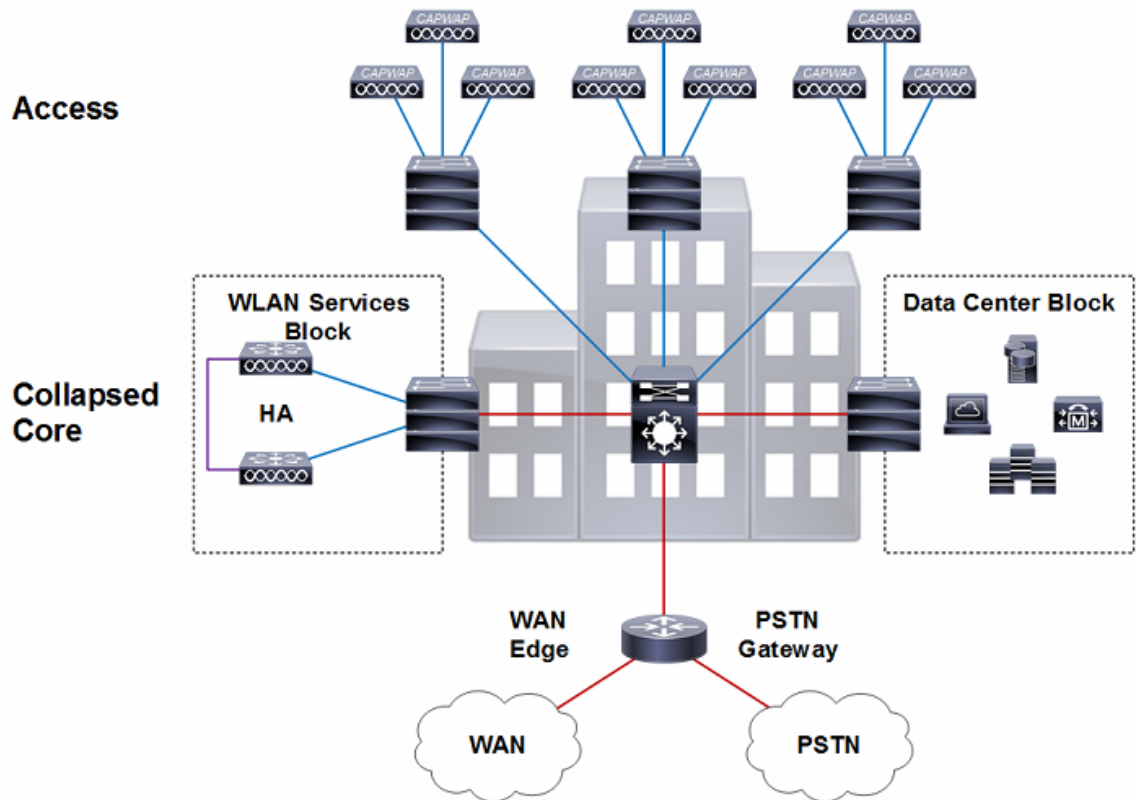 CAPWAP
CAPWAP
CAPWAP
CAPWAP
CAPWAP
CAPWAP
CAPWAP
CAPWAP
CAPWAP
Access
WLAN Services
Block
Data Center Block
Collapsed
Core
HA
M
WAN
Edge
PSTN
Gateway
WAN
PSTN